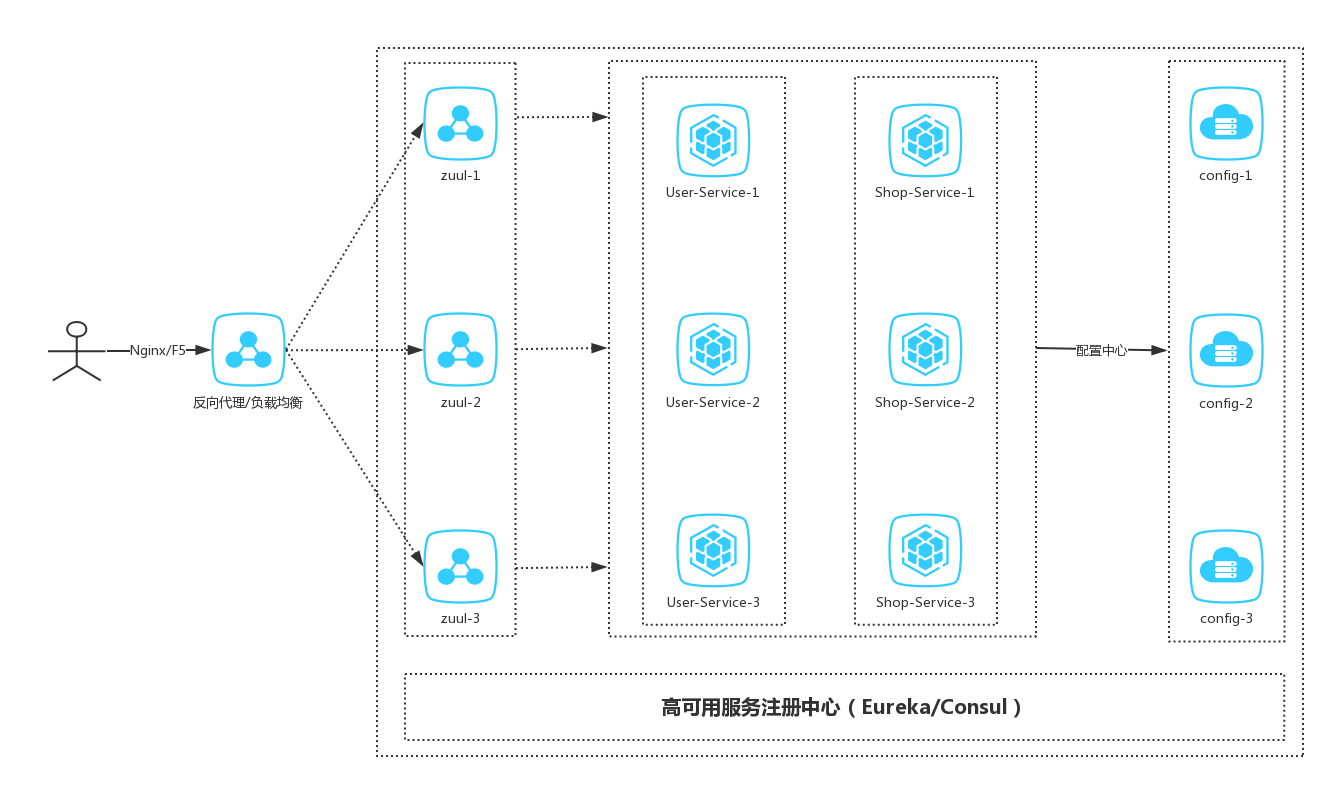 Nginx/F5
反向代理/负载均衡
zuul-1
zuul-2
zuul-3
User-Service-1
User-Service-2
User-Service-3
Shop-Service-1
Shop-Service-2
Shop-Service-3
配置中心
config-1
config-2
config-3
高可用服务注册中心（Eureka/Consul）